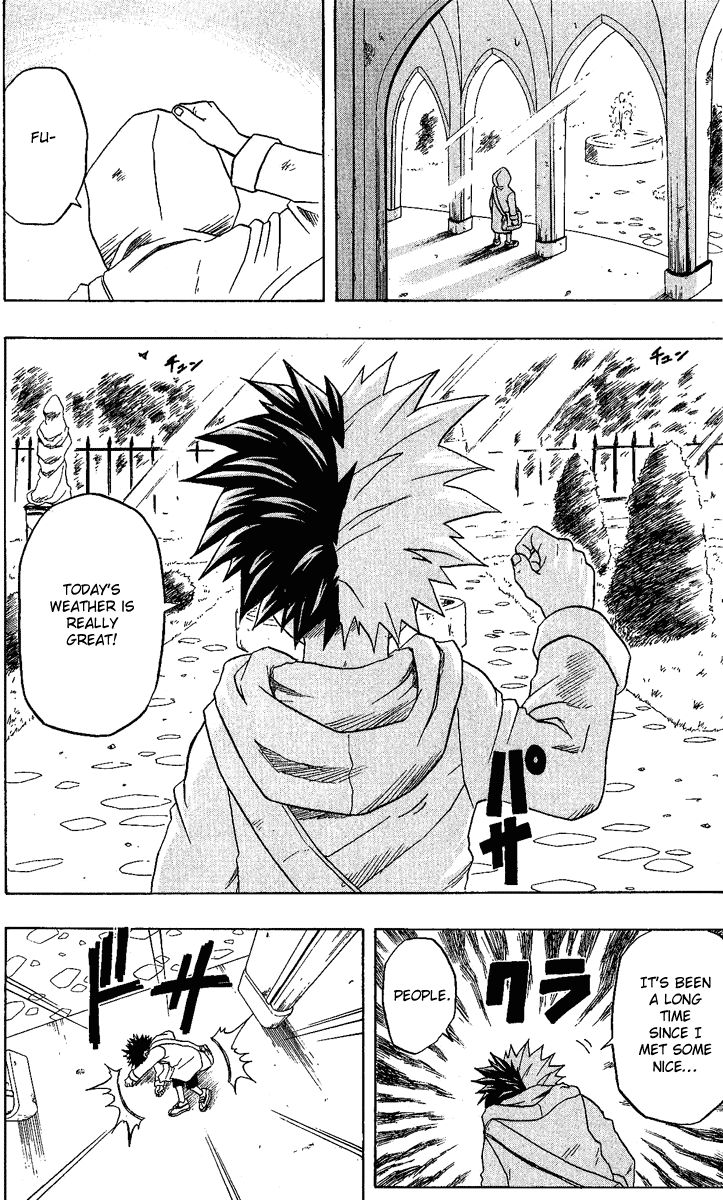 FU-
チュン
チュン
TODAY'S
WEATHER IS
REALLY
GREAT!
パサ
IT'S BEEN
A LONG
TIME
SINCE I
MET SOME
NICE...
PEOPLE.
クラ
ドサ